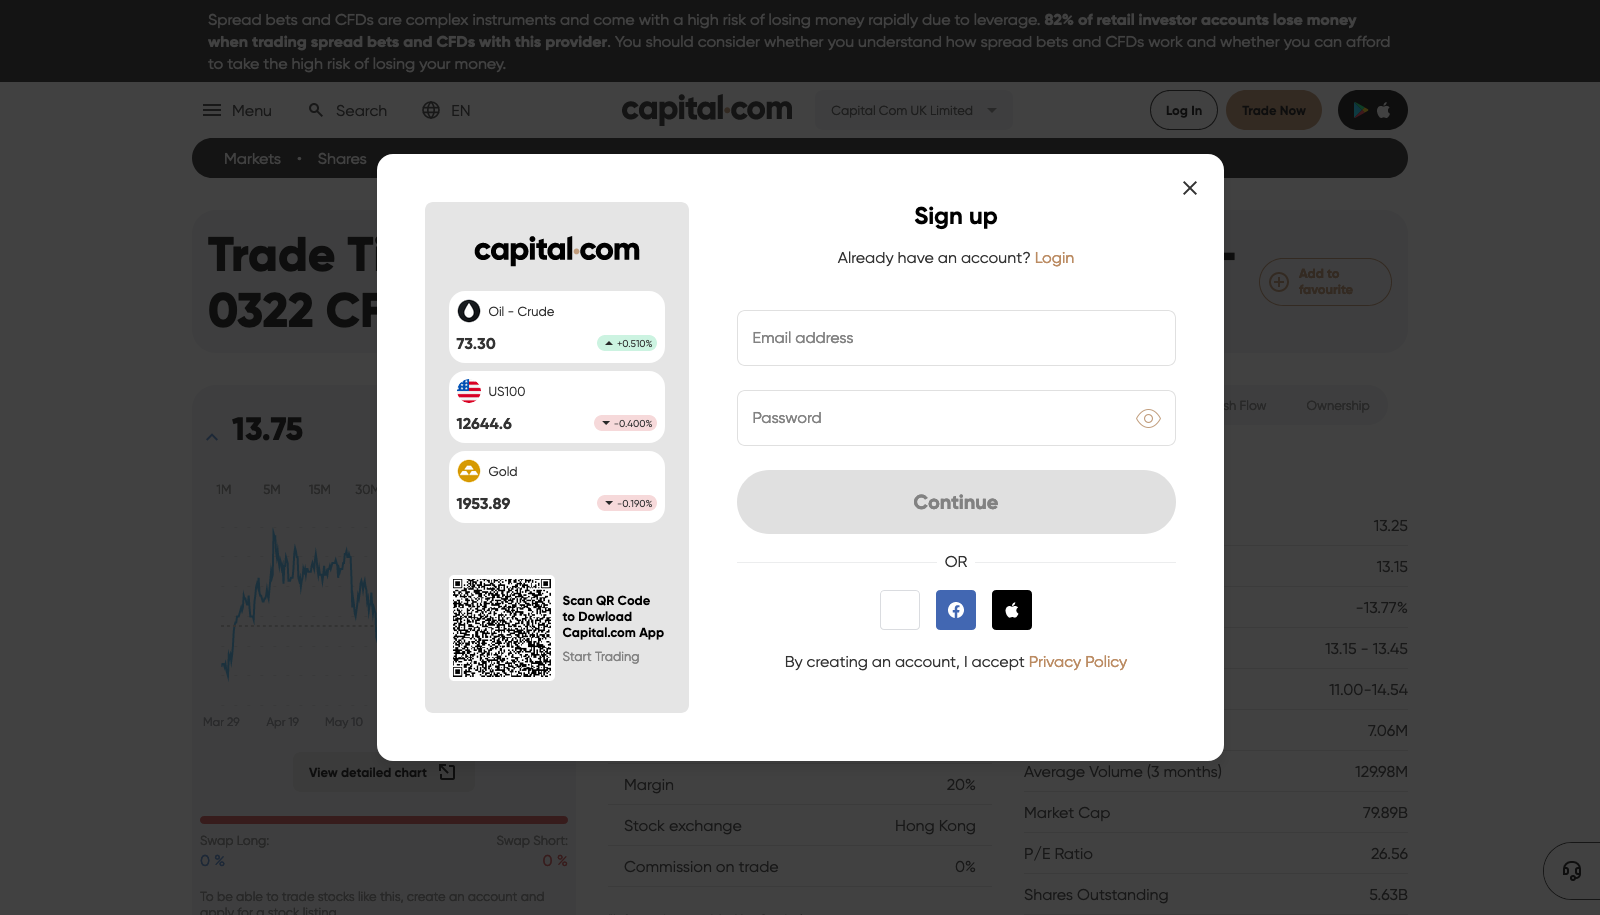 Spread bets and CFDs are complex instruments and come with a high risk of losing money rapidly due to leverage. 82% of retail investor accounts lose money
when trading spread bets and CFDs with this provider. You should consider whether you understand how spread bets and CFDs work and whether you can afford
to take the high risk of losing your money.
Menu
Search
EN
capital.com
Capital Com UK Limited
Log In
Trade Now
Markets
•
Shares
Trade
0322
Add to
favourite
Sign up
Already have an account? Login
capital.com
Oil - Crude
73.30
+0.510%
US100
12644.6
-0.400%
Gold
1953.89
-0.190%
Scan QR Code
to Dowload
Capital.com App
Start Trading
Email address
Password
Continue
OR
By creating an account, I accept Privacy Policy
13.75
1M
5M
15M
Mar 29
Apr 19
May 10
View detailed chart
Swap Long:
Swap Short:
0 %
0 %
To be able to trade stocks like this, create an account and
apply for a stock listing
Margin
20%
Stock exchange
Hong Kong
Commission on trade
0%
Flow
Ownership
13.25
13.15
-13.77%
13.15 - 13.45
11.00-14.54
7.06M
Average Volume (3 months)
129.98M
Market Cap
79.89B
P/E Ratio
26.56
Shares Outstanding
5.63B